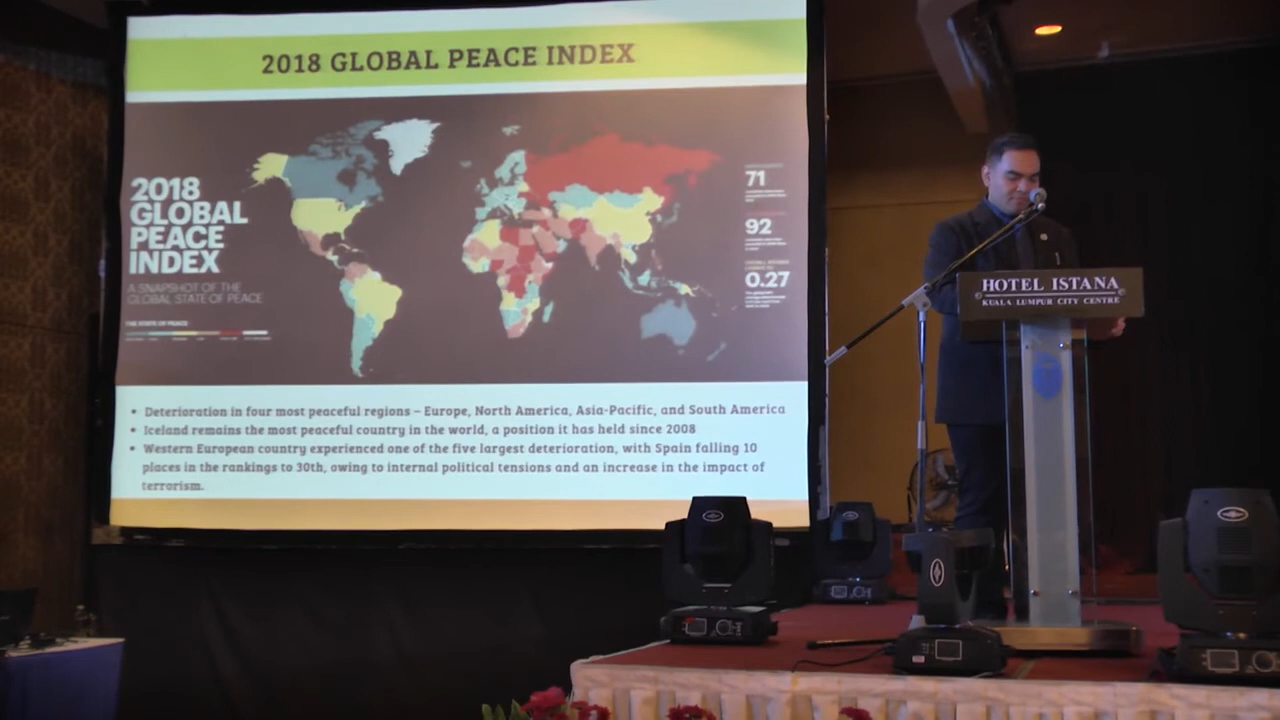 2018 GLOBAL PEACE INDEX
2018
GLOBAL
PEACE
INDEX
A SNAPSHOT OF THE
GLOBAL STATE OF PEACE
THE STATE OF PEACE
71
92
0.27
• Deterioration in four most peaceful regions – Europe, North America, Asia-Pacific, and South America
• Iceland remains the most peaceful country in the world, a position it has held since 2008
• Western European country experienced one of the five largest deterioration, with Spain falling 10
places in the rankings to 30th, owing to internal political tensions and an increase in the impact of
terrorism.
HOTEL ISTANA
KUALA LUMPUR CITY CENTRE